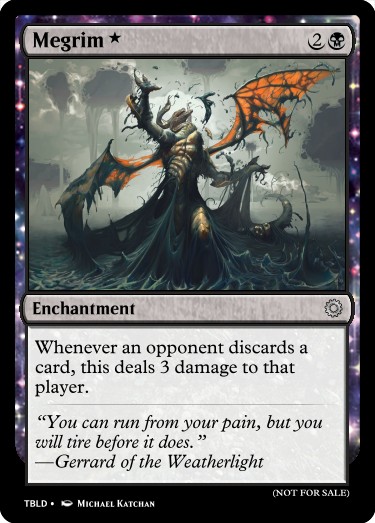 Megrim★ 2
Enchantment
Whenever an opponent discards a
card, this deals 3 damage to that
player.
“You can run from your pain, but you
will tire before it does.”
—Gerrard of the Weatherlight
(NOT FOR SALE)
TBLD • MICHAEL KATCHAN